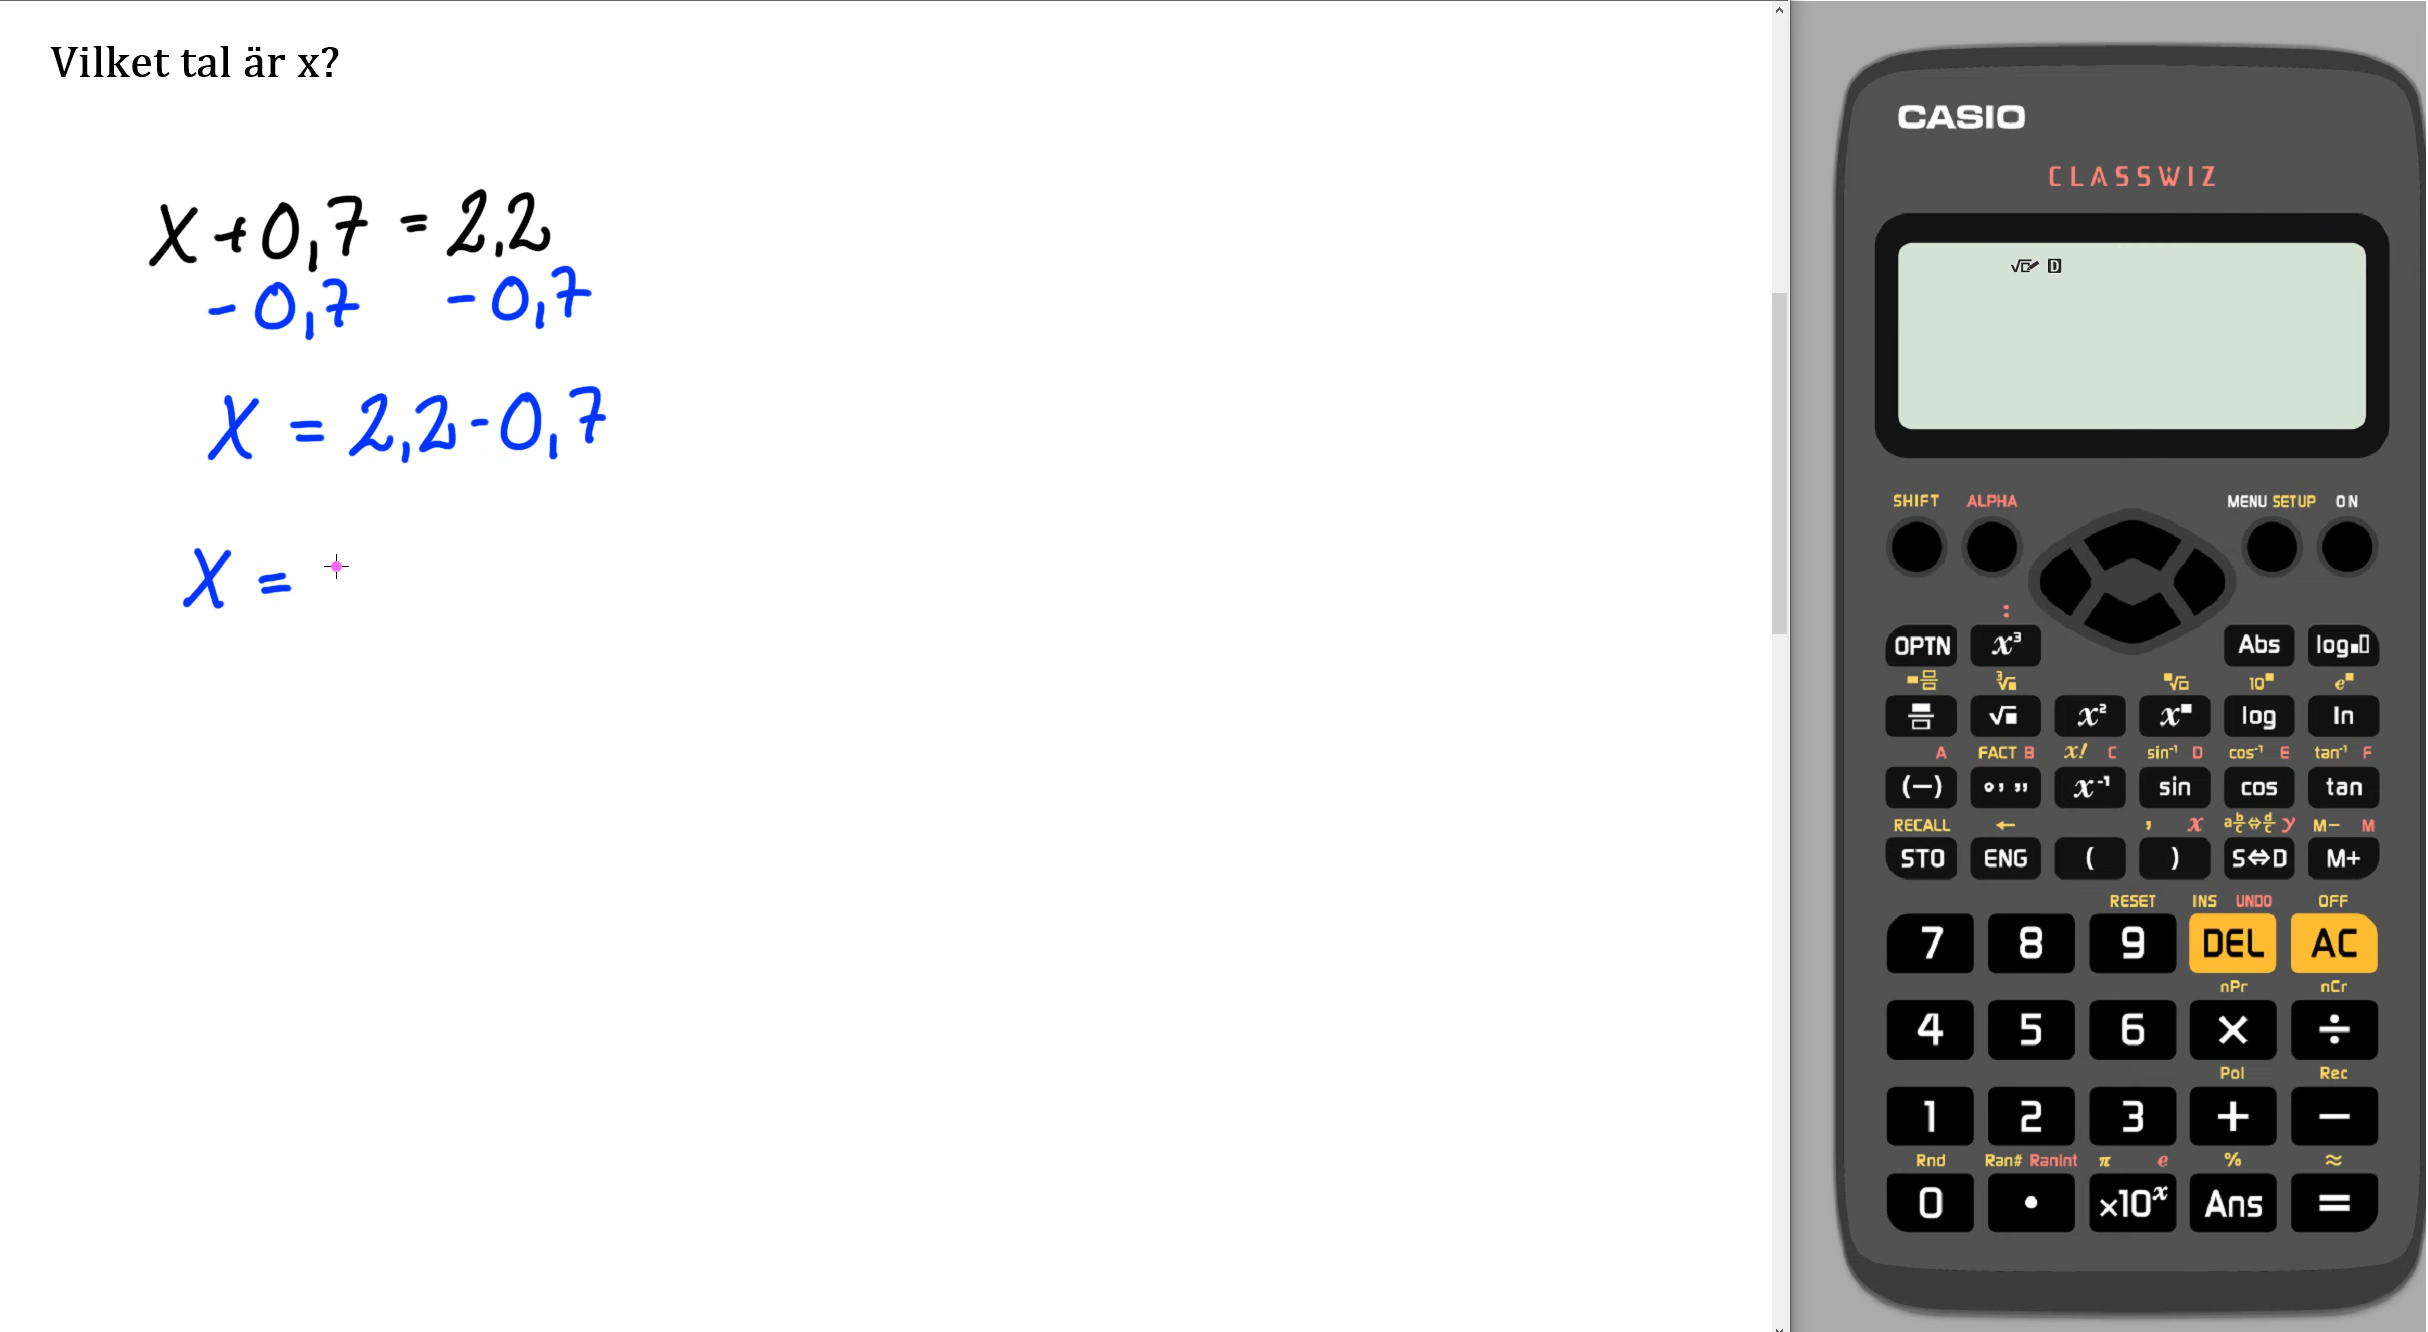 Vilket tal är x?
x+0,7 = 2,2
-0,7 -0,7
x = 2,2-0,7
x =
CASIO
CLASSWIZ
√□ D
SHIFT ALPHA MENU SETUP ON
:
OPTN x³ Abs log■□
■√□ 10■ e■
√■ x² x■ log ln
A FACT B x! C sin⁻¹ D cos⁻¹ E tan⁻¹ F
(−) °’ ” x⁻¹ sin cos tan
RECALL ← , x a b/c⇔d/c y M− M
STO ENG ( ) S⇔D M+
RESET INS UNDO OFF
7 8 9 DEL AC
nPr nCr
4 5 6 × ÷
Pol Rec
1 2 3 + −
Rnd Ran# RanInt π e % ≈
0 • ×10ˣ Ans =